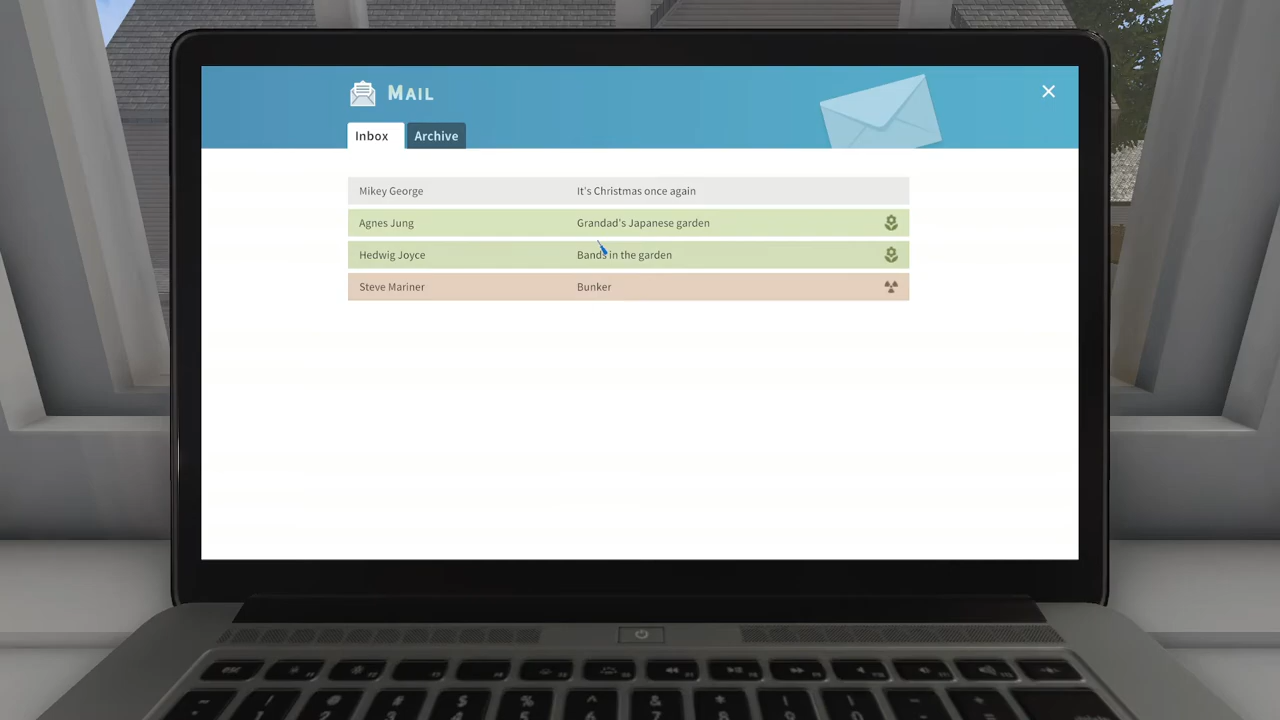 MAIL
Inbox Archive
Mikey George It's Christmas once again
Agnes Jung Grandad's Japanese garden
Hedwig Joyce Bands in the garden
Steve Mariner Bunker
esc